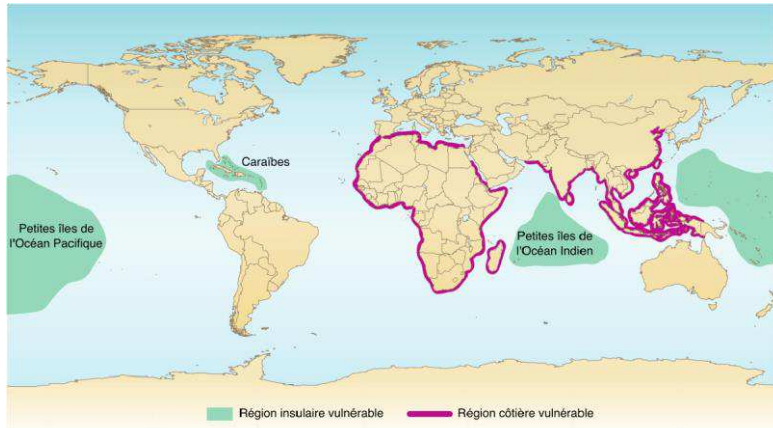 Caraïbes
Petites îles de
l'Océan Pacifique
Petites îles de
l'Océan Indien
Région insulaire vulnérable
Région côtière vulnérable